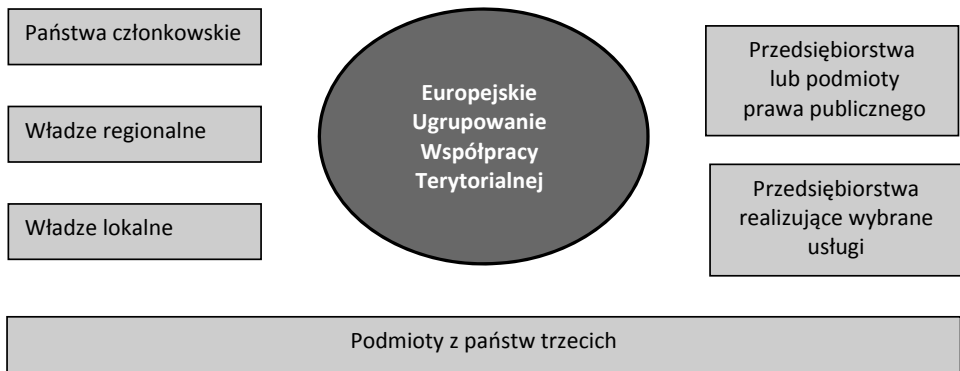 Państwa członkowskie
Władze regionalne
Władze lokalne
Europejskie
Ugrupowanie
Współpracy
Terytorialnej
Przedsiębiorstwa
lub podmioty
prawa publicznego
Przedsiębiorstwa
realizujące wybrane
usługi
Podmioty z państw trzecich